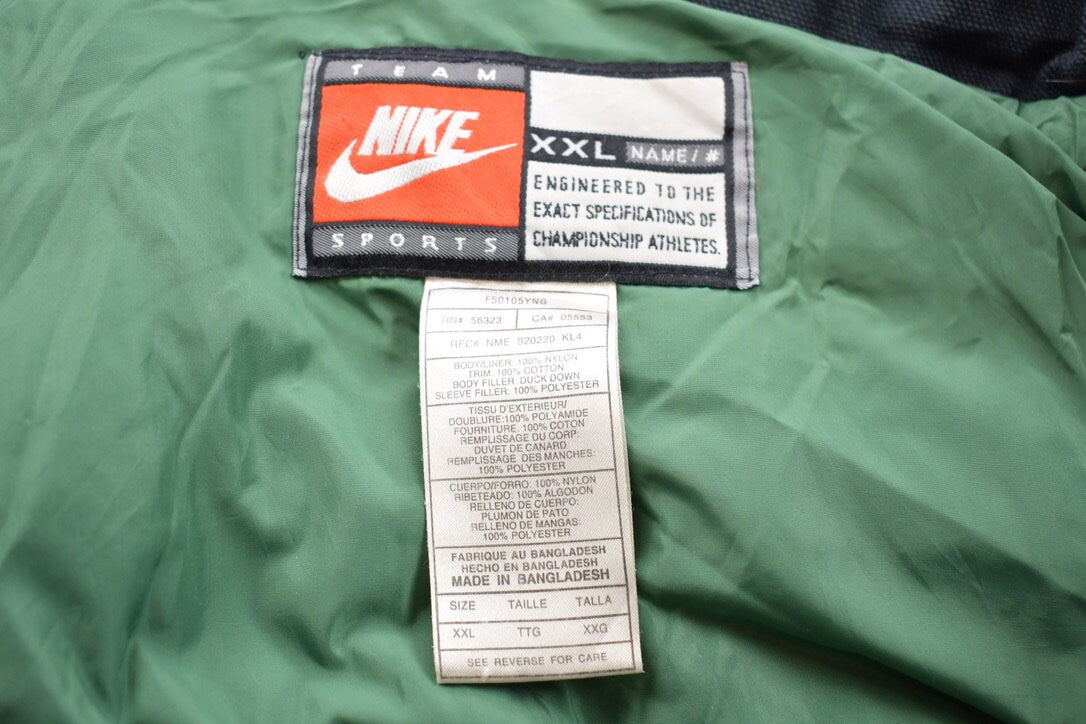 TEAM
NIKE
SPORTS
XXL NAME/#
ENGINEERED TO THE
EXACT SPECIFICATIONS OF
CHAMPIONSHIP ATHLETES.
F50105YNG
RN# 56323 CA# 05553
RFC# NME 920220 KL4
BODY/LINER: 100% NYLON
TRIM: 100% COTTON
BODY FILLER: DUCK DOWN
SLEEVE FILLER: 100% POLYESTER
TISSU D'EXTERIEUR/
DOUBLURE:100% POLYAMIDE
FOURNITURE: 100% COTON
REMPLISSAGE DU CORP:
DUVET DE CANARD
REMPLISSAGE DES MANCHES:
100% POLYESTER
CUERPO/FORRO: 100% NYLON
RIBETEADO: 100% ALGODON
RELLENO DE CUERPO:
PLUMON DE PATO
RELLENO DE MANGAS:
100% POLYESTER
FABRIQUE AU BANGLADESH
HECHO EN BANGLADESH
MADE IN BANGLADESH
SIZE TAILLE TALLA
XXL TTG XXG
SEE REVERSE FOR CARE